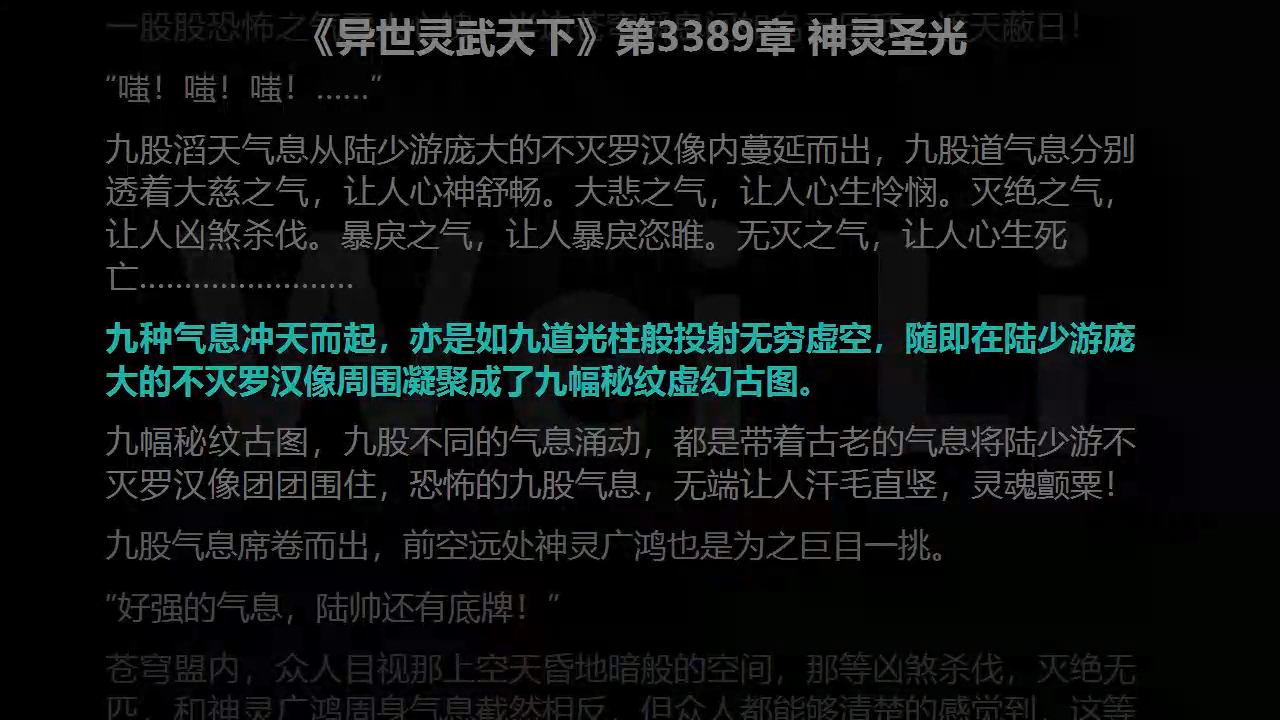 一股股恐怖之气
天蔽日！
《异世灵武天下》第3389章 神灵圣光
“嗤！嗤！嗤！……”
九股滔天气息从陆少游庞大的不灭罗汉像内蔓延而出，九股道气息分别
透着大慈之气，让人心神舒畅。大悲之气，让人心生怜悯。灭绝之气，
让人凶煞杀伐。暴戾之气，让人暴戾恣睢。无灭之气，让人心生死
亡……………………
九种气息冲天而起，亦是如九道光柱般投射无穷虚空，随即在陆少游庞
大的不灭罗汉像周围凝聚成了九幅秘纹虚幻古图。
九幅秘纹古图，九股不同的气息涌动，都是带着古老的气息将陆少游不
灭罗汉像团团围住，恐怖的九股气息，无端让人汗毛直竖，灵魂颤粟！
九股气息席卷而出，前空远处神灵广鸿也是为之巨目一挑。
“好强的气息，陆帅还有底牌！”
苍穹盟内，众人目视那上空天昏地暗般的空间，那等凶煞杀伐，灭绝无
匹，和神灵广鸿周身气息截然相反，但众人都能够清楚的感觉到，这等
Wei Li